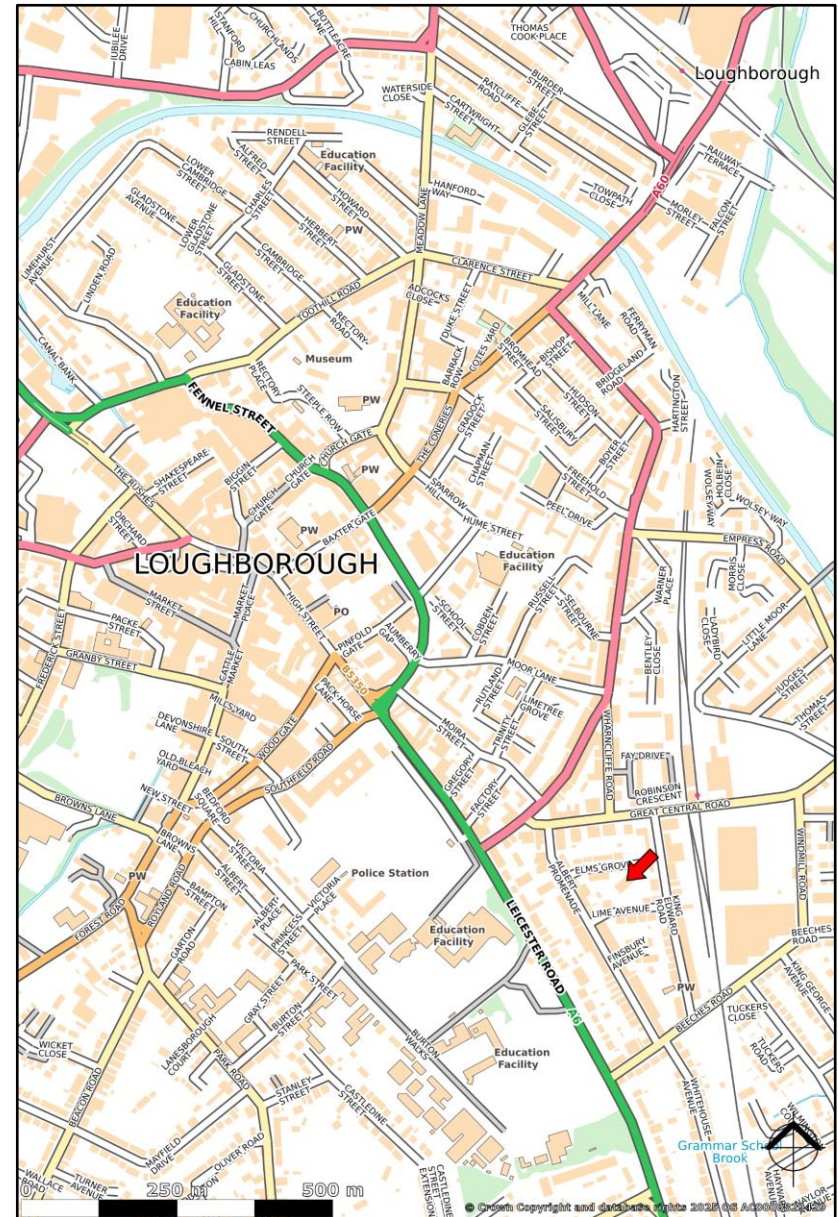 JUBILEE
DRIVE
STANFORD
HILL
CHURCHLANDS
BOTTLEACRE
LANE
CABIN LEAS
THOMAS
COOK PLACE
BURDER
STREET
RATCLIFFE
ROAD
GLEBE
STREET
CARTWRIGHT
STREET
WATERSIDE
CLOSE
Loughborough
RAILWAY
TERRACE
A60
MORLEY
STREET
FALCON
STREET
TOWPATH
CLOSE
RENDELL
STREET
Education
Facility
ALFRED
STREET
LOWER
CAMBRIDGE
STREET
CHARLES
STREET
GLADSTONE
AVENUE
LOWER
GLADSTONE
STREET
HOWARD
STREET
HERBERT
STREET
PW
HANFORD
WAY
MEADOW LANE
CAMBRIDGE
STREET
GLADSTONE
STREET
LIMEHURST
AVENUE
LINDEN ROAD
Education
Facility
TOOTHILL ROAD
RECTORY
ROAD
ADCOCKS
CLOSE
CLARENCE STREET
DUKE STREET
MILL LANE
FERRYMAN
ROAD
CANAL BANK
Museum
RECTORY
PLACE
STEEPLE ROW
PW
BARRACK
ROW
COTES YARD
BROMHEAD
STREET
BISHOP
STREET
BRIDGELAND
ROAD
HUDSON
STREET
SALISBURY
STREET
HARTINGTON
STREET
FENNEL STREET
CHURCH GATE
THE CONERIES
CRADDOCK
STREET
BOYER
STREET
CHAPMAN
STREET
FREEHOLD
STREET
THE RUSHES
SHAKESPEARE
STREET
BIGGIN
STREET
CHURCH
GATE
CHURCH
GATE
PW
SPARROW
HILL
PEEL DRIVE
HUME STREET
WOLSEY
WAY
HOLBEIN
CLOSE
WOLSEY WAY
EMPRESS ROAD
MORRIS
CLOSE
ORCHARD
STREET
PW
BAXTER GATE
LOUGHBOROUGH
Education
Facility
MARKET
STREET
MARKET
PLACE
HIGH STREET
PO
RUSSELL
STREET
SELBOURNE
STREET
WARNER
PLACE
LADYBIRD
CLOSE
LITTLE MOOR
LANE
PACKE
STREET
FREDERICK STREET
GRANBY STREET
CATTLE
MARKET
PINFOLD
GATE
AUMBERRY
GAP
SCHOOL
STREET
COBDEN
STREET
MOOR LANE
BENTLEY
CLOSE
JUDGES
STREET
THOMAS
STREET
MILLS YARD
B5350
PACK-HORSE
LANE
RUTLAND
STREET
LIMETREE
GROVE
DEVONSHIRE
LANE
SOUTH
STREET
WOOD GATE
MOIRA
STREET
TRINITY
STREET
WHARNCLIFFE ROAD
OLD BLEACH
YARD
SOUTHFIELD ROAD
GREGORY
STREET
FAY DRIVE
ROBINSON
CRESCENT
BROWNS LANE
NEW STREET
BEDFORD
SQUARE
FACTORY
STREET
GREAT CENTRAL ROAD
BROWNS
LANE
VICTORIA
STREET
ALBERT
STREET
WINDMILL ROAD
PW
ROYLAND ROAD
Police Station
ALBERT
PROMENADE
ELMS GROVE
FOREST ROAD
BAMPTON
STREET
ALBERT
PLACE
PRINCESS
STREET
VICTORIA
PLACE
LEICESTER ROAD
LIME AVENUE
KING
EDWARD
ROAD
GARTON
ROAD
Education
Facility
FINSBURY
AVENUE
BEECHES
ROAD
PARK STREET
GRAY STREET
KING GEORGE
AVENUE
PW
BEECHES ROAD
A6
BURTON
STREET
TUCKERS
CLOSE
LANESBOROUGH
COURT
BURTON
WALKS
TUCKERS
ROAD
WICKET
CLOSE
Education
Facility
BEACON ROAD
PARK ROAD
STANLEY
STREET
CASTLEDINE
STREET
WHITEHOUSE
AVENUE
Grammar School
Brook
MAYFIELD
DRIVE
OLIVER ROAD
WALLACE
ROAD
TURNER
AVENUE
CASTLEDINE
STREET
EXTENSION
0 250 m 500 m